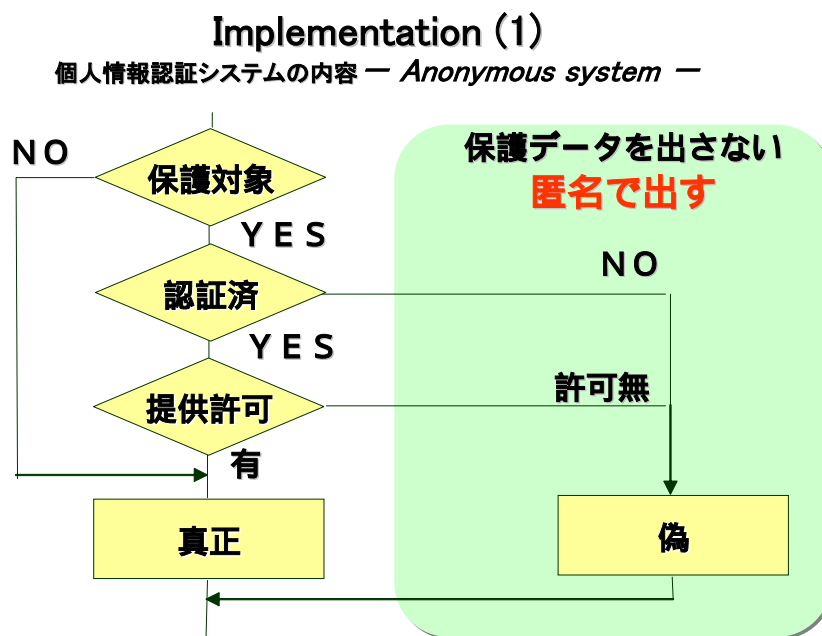 Implementation (1)
個人情報認証システムの内容 ー Anonymous system ー
保護データを出さない
匿名で出す
ＮＯ
保護対象
ＹＥＳ
ＮＯ
認証済
ＹＥＳ
許可無
提供許可
有
真正
偽